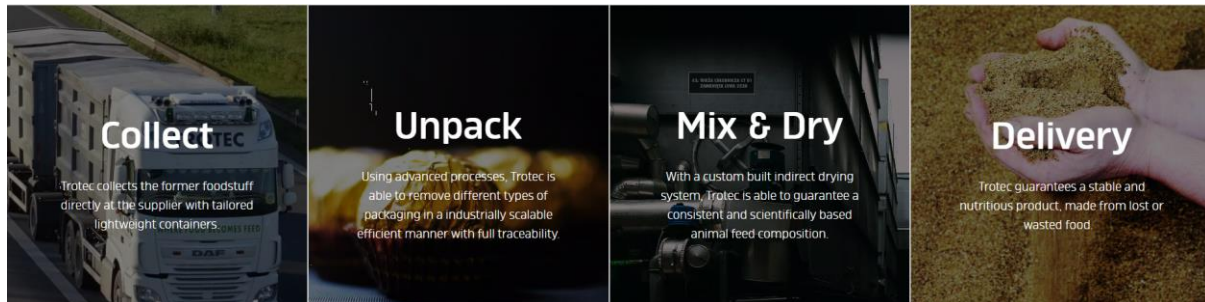 Collect
Trotec collects the former foodstuff
directly at the supplier with tailored
lightweight containers.
DAF
Unpack
Using advanced processes, Trotec is
able to remove different types of
packaging in a industrially scalable
efficient manner with full traceability.
Mix & Dry
With a custom built indirect drying
system, Trotec is able to guarantee a
consistent and scientifically based
animal feed composition.
Delivery
Trotec guarantees a stable and
nutritious product, made from lost or
wasted food.